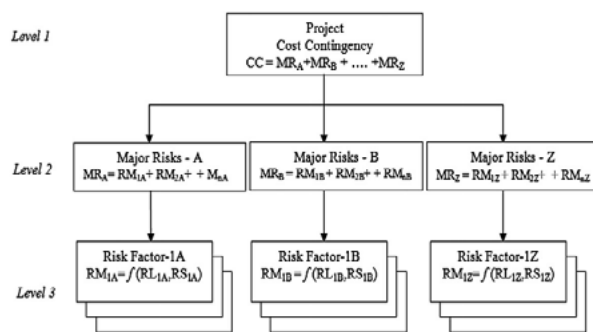 Level 1
Project
Cost Contingency
CC = MR_A+MR_B + .... +MR_Z
Level 2
Major Risks - A
MR_A= RM_1A+ RM_2A+ + M_nA
Major Risks - B
MR_B= RM_1B+ RM_2B+ + RM_nB
Major Risks - Z
MR_Z= RM_1Z+ RM_2Z+ + RM_nZ
Level 3
Risk Factor-1A
RM_1A=ƒ(RL_1A,RS_1A)
Risk Factor-1B
RM_1B=ƒ(RL_1B,RS_1B)
Risk Factor-1Z
RM_1Z=ƒ(RL_1Z,RS_1Z)